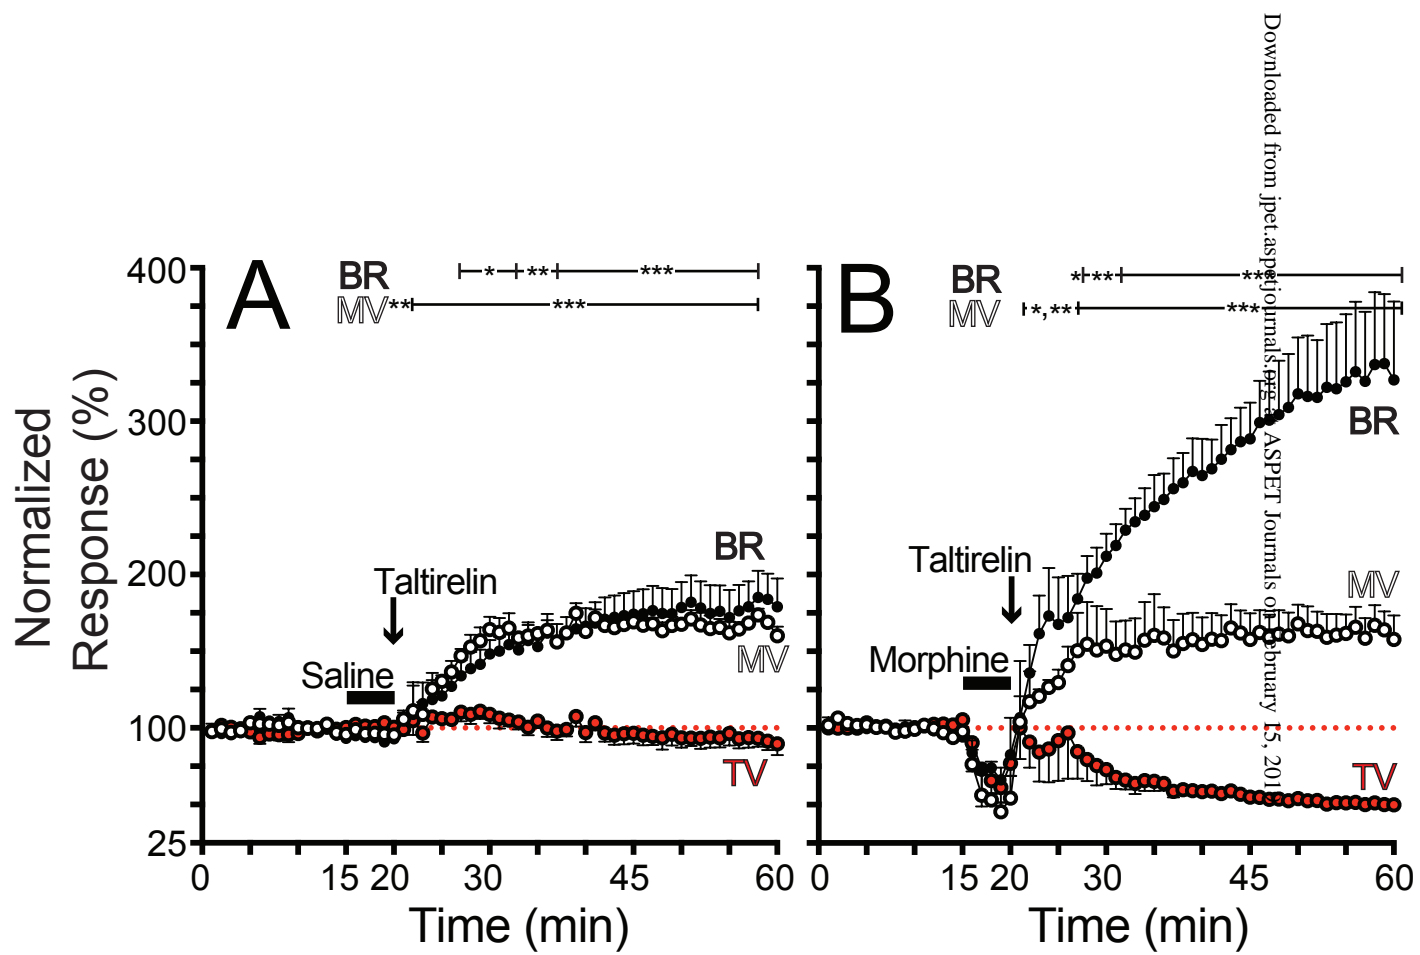 Downloaded from jpet.aspetjournals.org at ASPET Journals on February 15, 201
A
BR
* ** ***
MV
** ***
Normalized
Response (%)
400
300
200
100
25
Taltirelin
Saline
BR
MV
TV
0 15 20 30 45 60
Time (min)
B
BR
* ** **
MV
*,** ***
Taltirelin
Morphine
BR
MV
TV
0 15 20 30 45 60
Time (min)